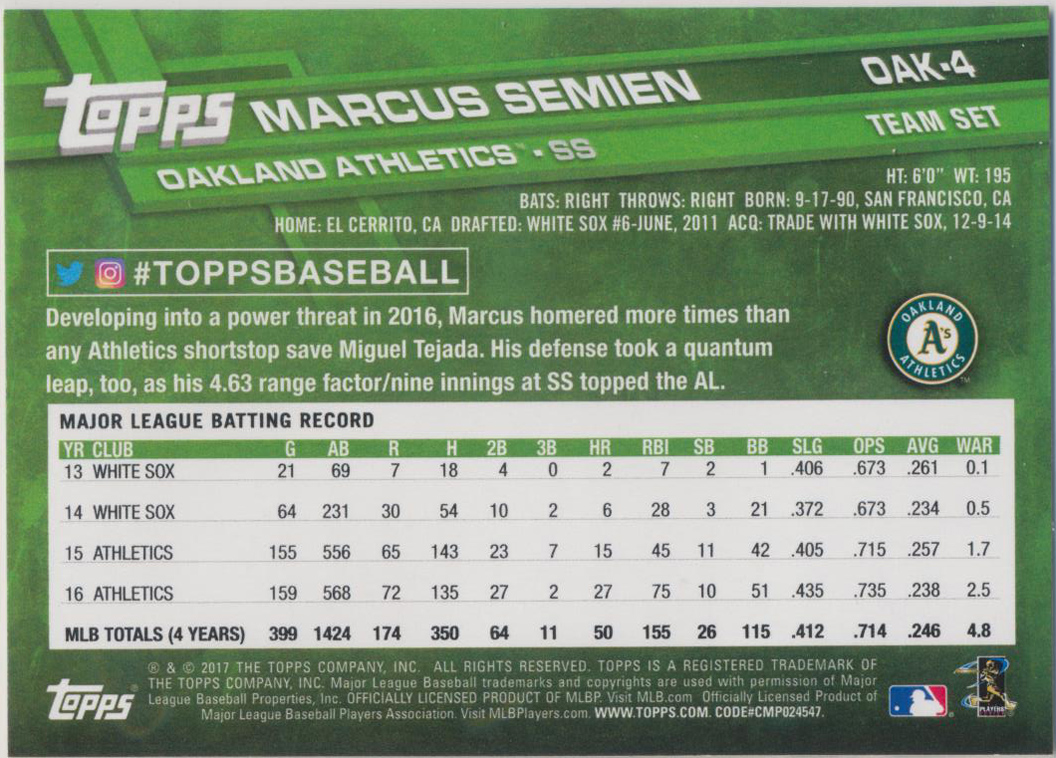 topps MARCUS SEMIEN OAK•4
OAKLAND ATHLETICS™ • SS TEAM SET
HT: 6'0" WT: 195
BATS: RIGHT THROWS: RIGHT BORN: 9-17-90, SAN FRANCISCO, CA
HOME: EL CERRITO, CA DRAFTED: WHITE SOX #6-JUNE, 2011 ACQ: TRADE WITH WHITE SOX, 12-9-14
#TOPPSBASEBALL
Developing into a power threat in 2016, Marcus homered more times than
any Athletics shortstop save Miguel Tejada. His defense took a quantum
leap, too, as his 4.63 range factor/nine innings at SS topped the AL.
OAKLAND
A's
ATHLETICS
MAJOR LEAGUE BATTING RECORD
YR CLUB G AB R H 2B 3B HR RBI SB BB SLG OPS AVG WAR
13 WHITE SOX 21 69 7 18 4 0 2 7 2 1 .406 .673 .261 0.1
14 WHITE SOX 64 231 30 54 10 2 6 28 3 21 .372 .673 .234 0.5
15 ATHLETICS 155 556 65 143 23 7 15 45 11 42 .405 .715 .257 1.7
16 ATHLETICS 159 568 72 135 27 2 27 75 10 51 .435 .735 .238 2.5
MLB TOTALS (4 YEARS) 399 1424 174 350 64 11 50 155 26 115 .412 .714 .246 4.8
® & © 2017 THE TOPPS COMPANY, INC. ALL RIGHTS RESERVED. TOPPS IS A REGISTERED TRADEMARK OF
THE TOPPS COMPANY, INC. Major League Baseball trademarks and copyrights are used with permission of Major
League Baseball Properties, Inc. OFFICIALLY LICENSED PRODUCT OF MLBP. Visit MLB.com Officially Licensed Product of
Major League Baseball Players Association. Visit MLBPlayers.com. WWW.TOPPS.COM. CODE#CMP024547.
topps®
PLAYERS